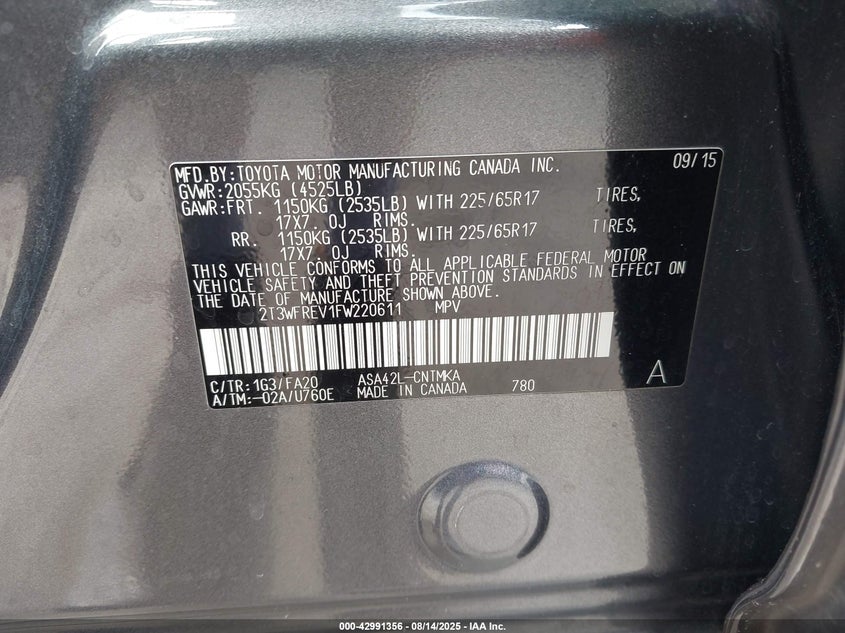 MFD.BY:TOYOTA MOTOR MANUFACTURING CANADA INC. 09/15
GVWR:2055KG (4525LB)
GAWR:FRT. 1150KG (2535LB) WITH 225/65R17 TIRES,
17X7. 0J RIMS.
RR. 1150KG (2535LB) WITH 225/65R17 TIRES,
17X7. 0J RIMS.
THIS VEHICLE CONFORMS TO ALL APPLICABLE FEDERAL MOTOR
VEHICLE SAFETY AND THEFT PREVENTION STANDARDS IN EFFECT ON
THE DATE OF MANUFACTURE SHOWN ABOVE.
2T3WFREV1FW220611 MPV
C/TR:1G3/FA20 ASA42L-CNTMKA
A/TM:-02A/U760E MADE IN CANADA 780 A
000-42991356 - 08/14/2025 - IAA Inc.